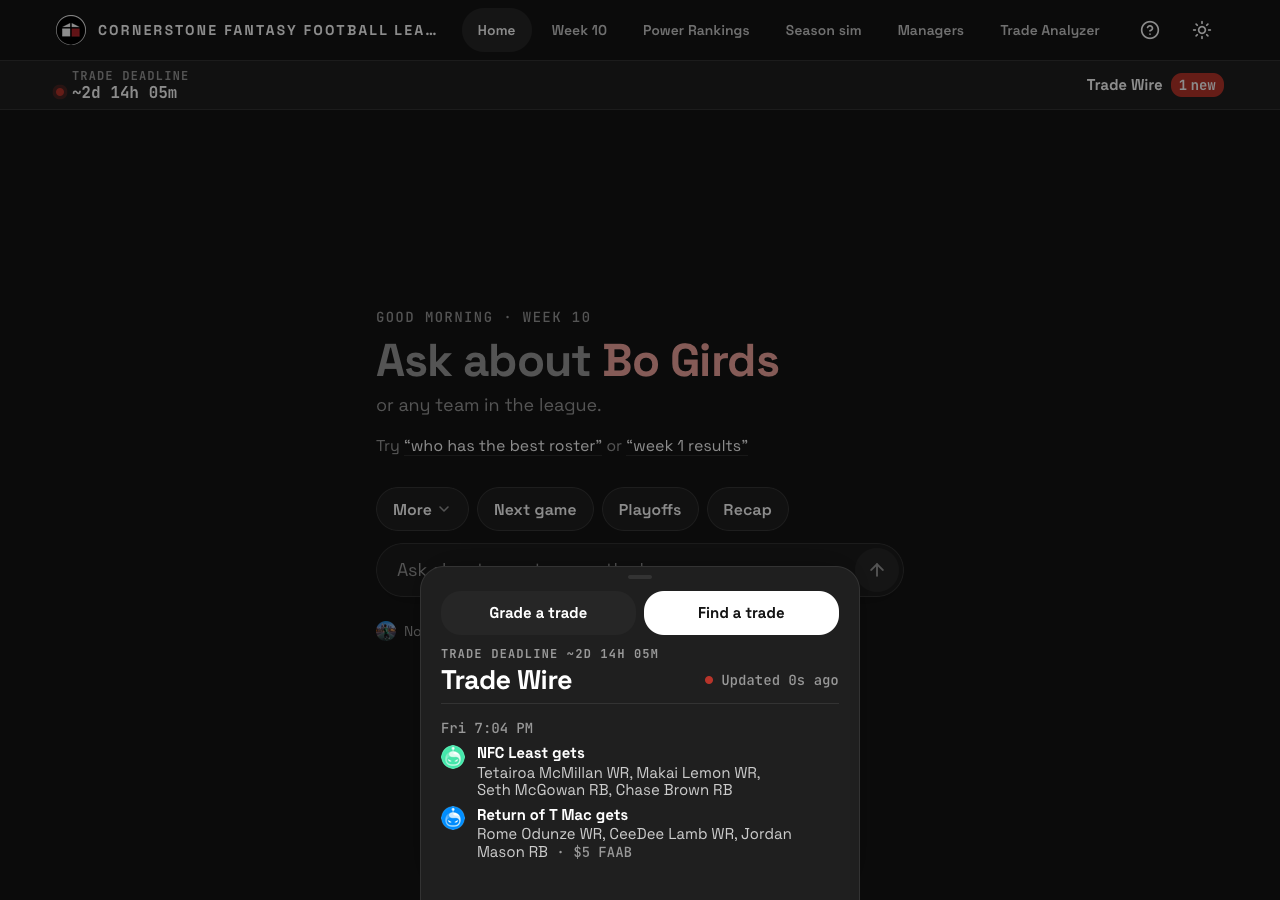 CORNERSTONE FANTASY FOOTBALL LEA…
Home
Week 10
Power Rankings
Season sim
Managers
Trade Analyzer
TRADE DEADLINE
~2d 14h 05m
Trade Wire
1 new
GOOD MORNING · WEEK 10
Ask about Bo Girds
or any team in the league.
Try “who has the best roster” or “week 1 results”
More
Next game
Playoffs
Recap
Ask
Grade a trade
Find a trade
TRADE DEADLINE ~2D 14H 05M
Trade Wire
Updated 0s ago
Fri 7:04 PM
NFC Least gets
Tetairoa McMillan WR, Makai Lemon WR,
Seth McGowan RB, Chase Brown RB
Return of T Mac gets
Rome Odunze WR, CeeDee Lamb WR, Jordan
Mason RB · $5 FAAB